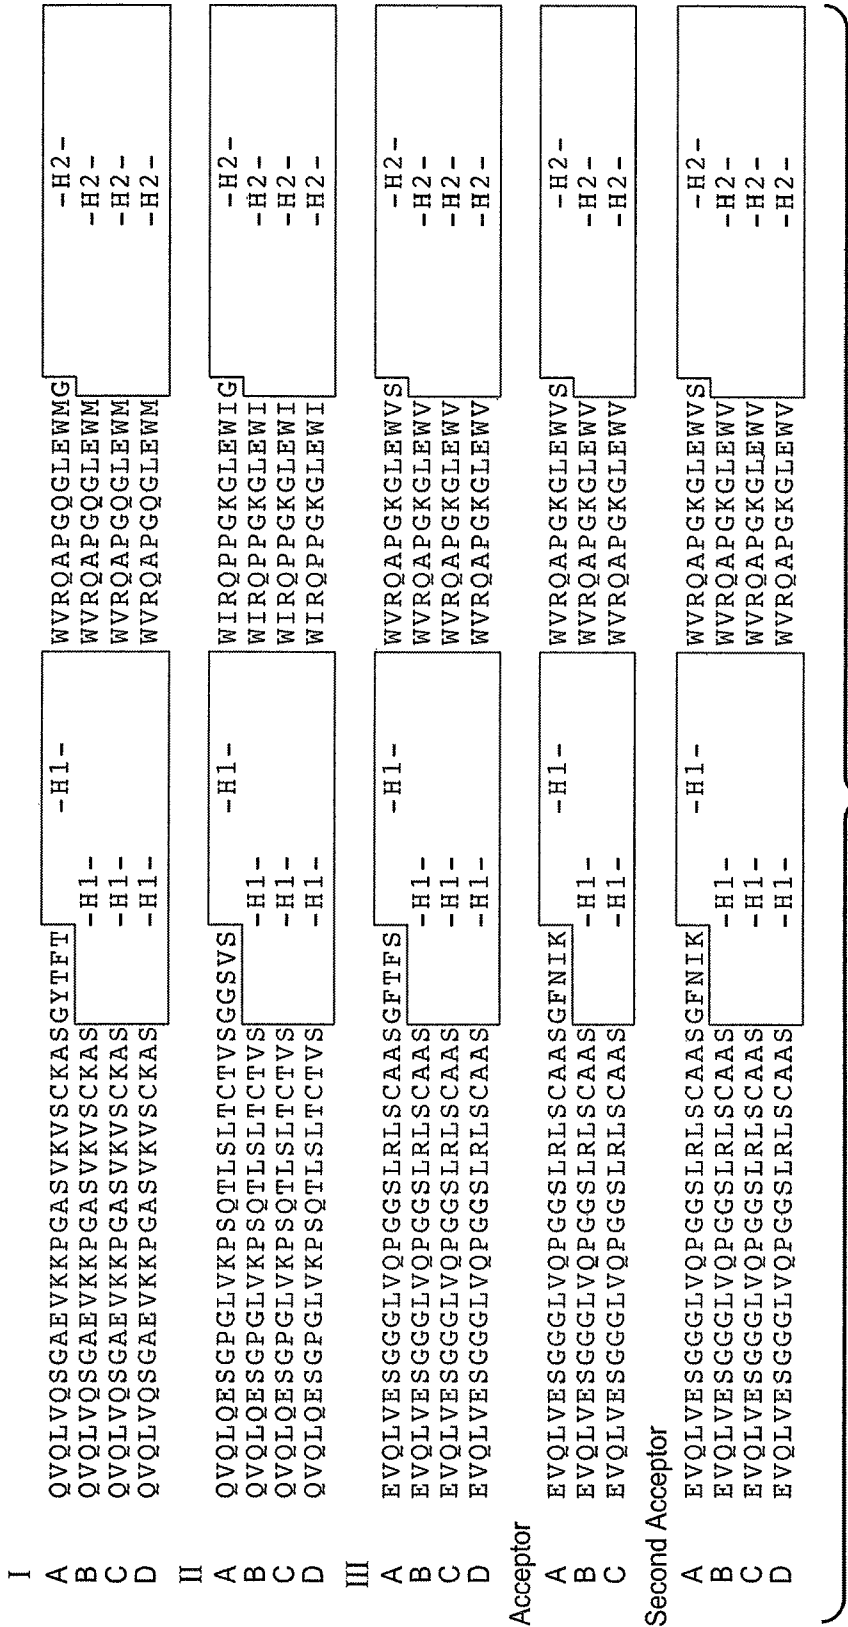 I
A QVQLVQSGAEVKKPGASVKVSCKASGYTFT -H1- WVRQAPGQGLEWMG -H2-
B QVQLVQSGAEVKKPGASVKVSCKAS -H1- WVRQAPGQGLEWM -H2-
C QVQLVQSGAEVKKPGASVKVSCKAS -H1- WVRQAPGQGLEWM -H2-
D QVQLVQSGAEVKKPGASVKVSCKAS -H1- WVRQAPGQGLEWM -H2-
II
A QVQLQESGPGLVKPSQTLSLTCTVSGGSVS -H1- WIRQPPGKGLEWIG -H2-
B QVQLQESGPGLVKPSQTLSLTCTVS -H1- WIRQPPGKGLEWI -H2-
C QVQLQESGPGLVKPSQTLSLTCTVS -H1- WIRQPPGKGLEWI -H2-
D QVQLQESGPGLVKPSQTLSLTCTVS -H1- WIRQPPGKGLEWI -H2-
III
A EVQLVESGGGLVQPGGSLRLSCAASGFTFS -H1- WVRQAPGKGLEWVS -H2-
B EVQLVESGGGLVQPGGSLRLSCAAS -H1- WVRQAPGKGLEWV -H2-
C EVQLVESGGGLVQPGGSLRLSCAAS -H1- WVRQAPGKGLEWV -H2-
D EVQLVESGGGLVQPGGSLRLSCAAS -H1- WVRQAPGKGLEWV -H2-
Acceptor
A EVQLVESGGGLVQPGGSLRLSCAASGFNIK -H1- WVRQAPGKGLEWVS -H2-
B EVQLVESGGGLVQPGGSLRLSCAAS -H1- WVRQAPGKGLEWV -H2-
C EVQLVESGGGLVQPGGSLRLSCAAS -H1- WVRQAPGKGLEWV -H2-
Second Acceptor
A EVQLVESGGGLVQPGGSLRLSCAASGFNIK -H1- WVRQAPGKGLEWVS -H2-
B EVQLVESGGGLVQPGGSLRLSCAAS -H1- WVRQAPGKGLEWV -H2-
C EVQLVESGGGLVQPGGSLRLSCAAS -H1- WVRQAPGKGLEWV -H2-
D EVQLVESGGGLVQPGGSLRLSCAAS -H1- WVRQAPGKGLEWV -H2-